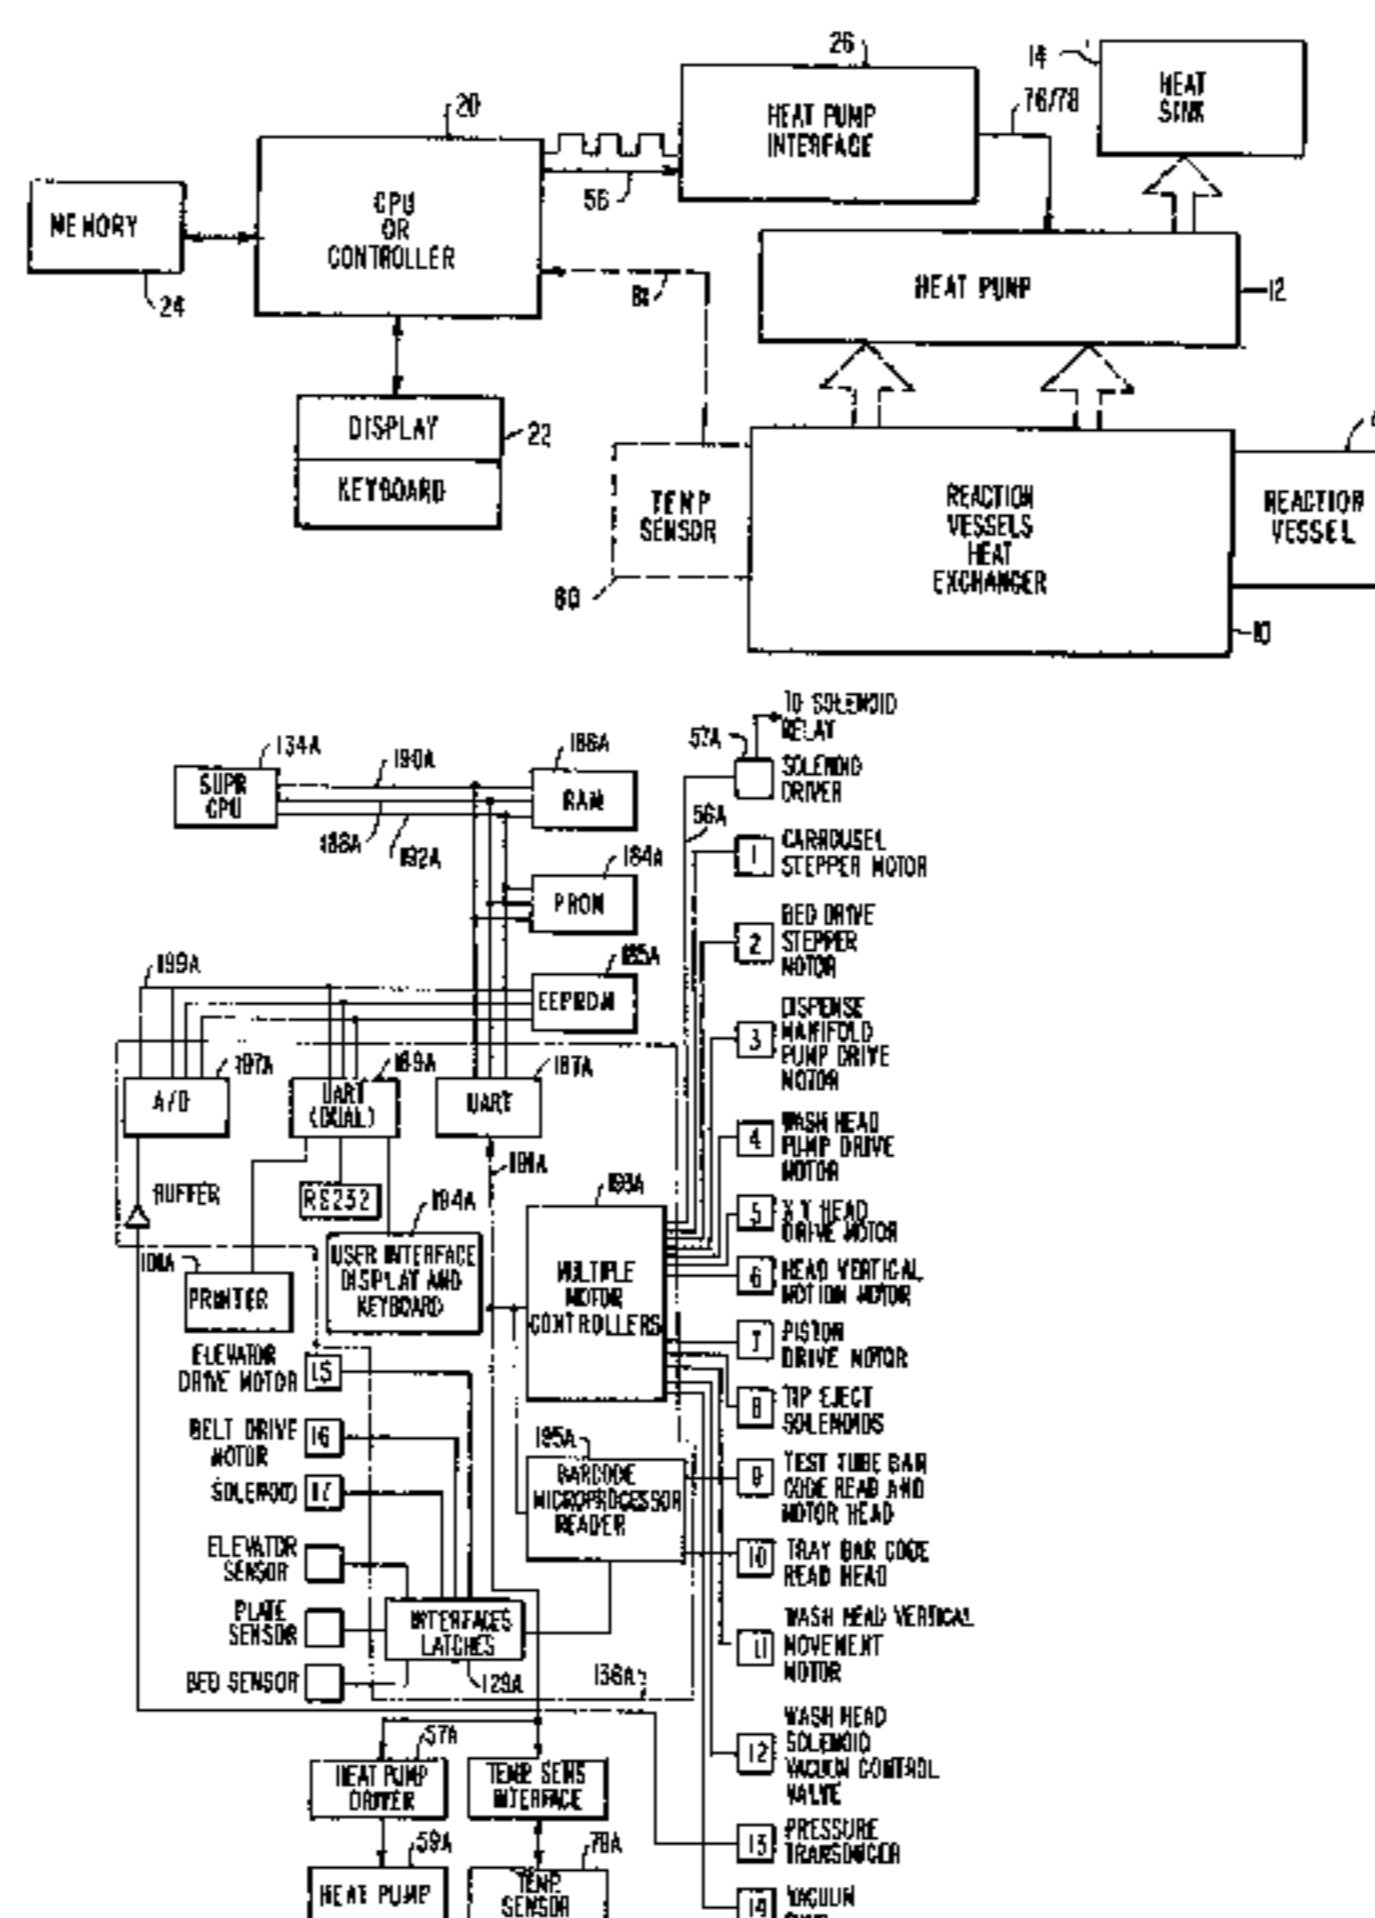 26
14
HEAT
SINK
20
HEAT PUMP
INTERFACE
76/78
MEMORY
CPU
OR
CONTROLLER
56
24
HEAT PUMP
12
DISPLAY
22
KEYBOARD
TEMP
SENSOR
REACTION
VESSELS
HEAT
EXCHANGER
REACTION
VESSEL
60
10
TO SOLENOID
RELAY
57A
SOLENOID
DRIVER
134A
190A
186A
SUPR
CPU
RAM
188A
192A
56A
1
CARROUSEL
STEPPER MOTOR
184A
PROM
2
BED DRIVE
STEPPER
MOTOR
199A
185A
EEPROM
3
DISPENSE
MANIFOLD
PUMP DRIVE
MOTOR
197A
189A
187A
A/D
UART
(DUAL)
UART
4
WASH HEAD
PUMP DRIVE
MOTOR
191A
BUFFER
RS232
194A
193A
5
X Y HEAD
DRIVE MOTOR
PRINTER
USER INTERFACE
DISPLAY AND
KEYBOARD
MULTIPLE
MOTOR
CONTROLLERS
6
HEAD VERTICAL
MOTION MOTOR
7
PISTON
DRIVE MOTOR
ELEVATOR
DRIVE MOTOR
15
8
TIP EJECT
SOLENOIDS
BELT DRIVE
MOTOR
16
195A
BARCODE
MICROPROCESSOR
READER
9
TEST TUBE BAR
CODE READ AND
MOTOR HEAD
SOLENOID
17
ELEVATOR
SENSOR
10
TRAY BAR CODE
READ HEAD
PLATE
SENSOR
INTERFACES
LATCHES
11
WASH HEAD VERTICAL
MOVEMENT
MOTOR
BED SENSOR
129A
138A
12
WASH HEAD
SOLENOID
VACUUM CONTROL
VALVE
57A
HEAT PUMP
DRIVER
TEMP SENS
INTERFACE
13
PRESSURE
TRANSDUCER
59A
78A
HEAT PUMP
TEMP
SENSOR
14
VACUUM